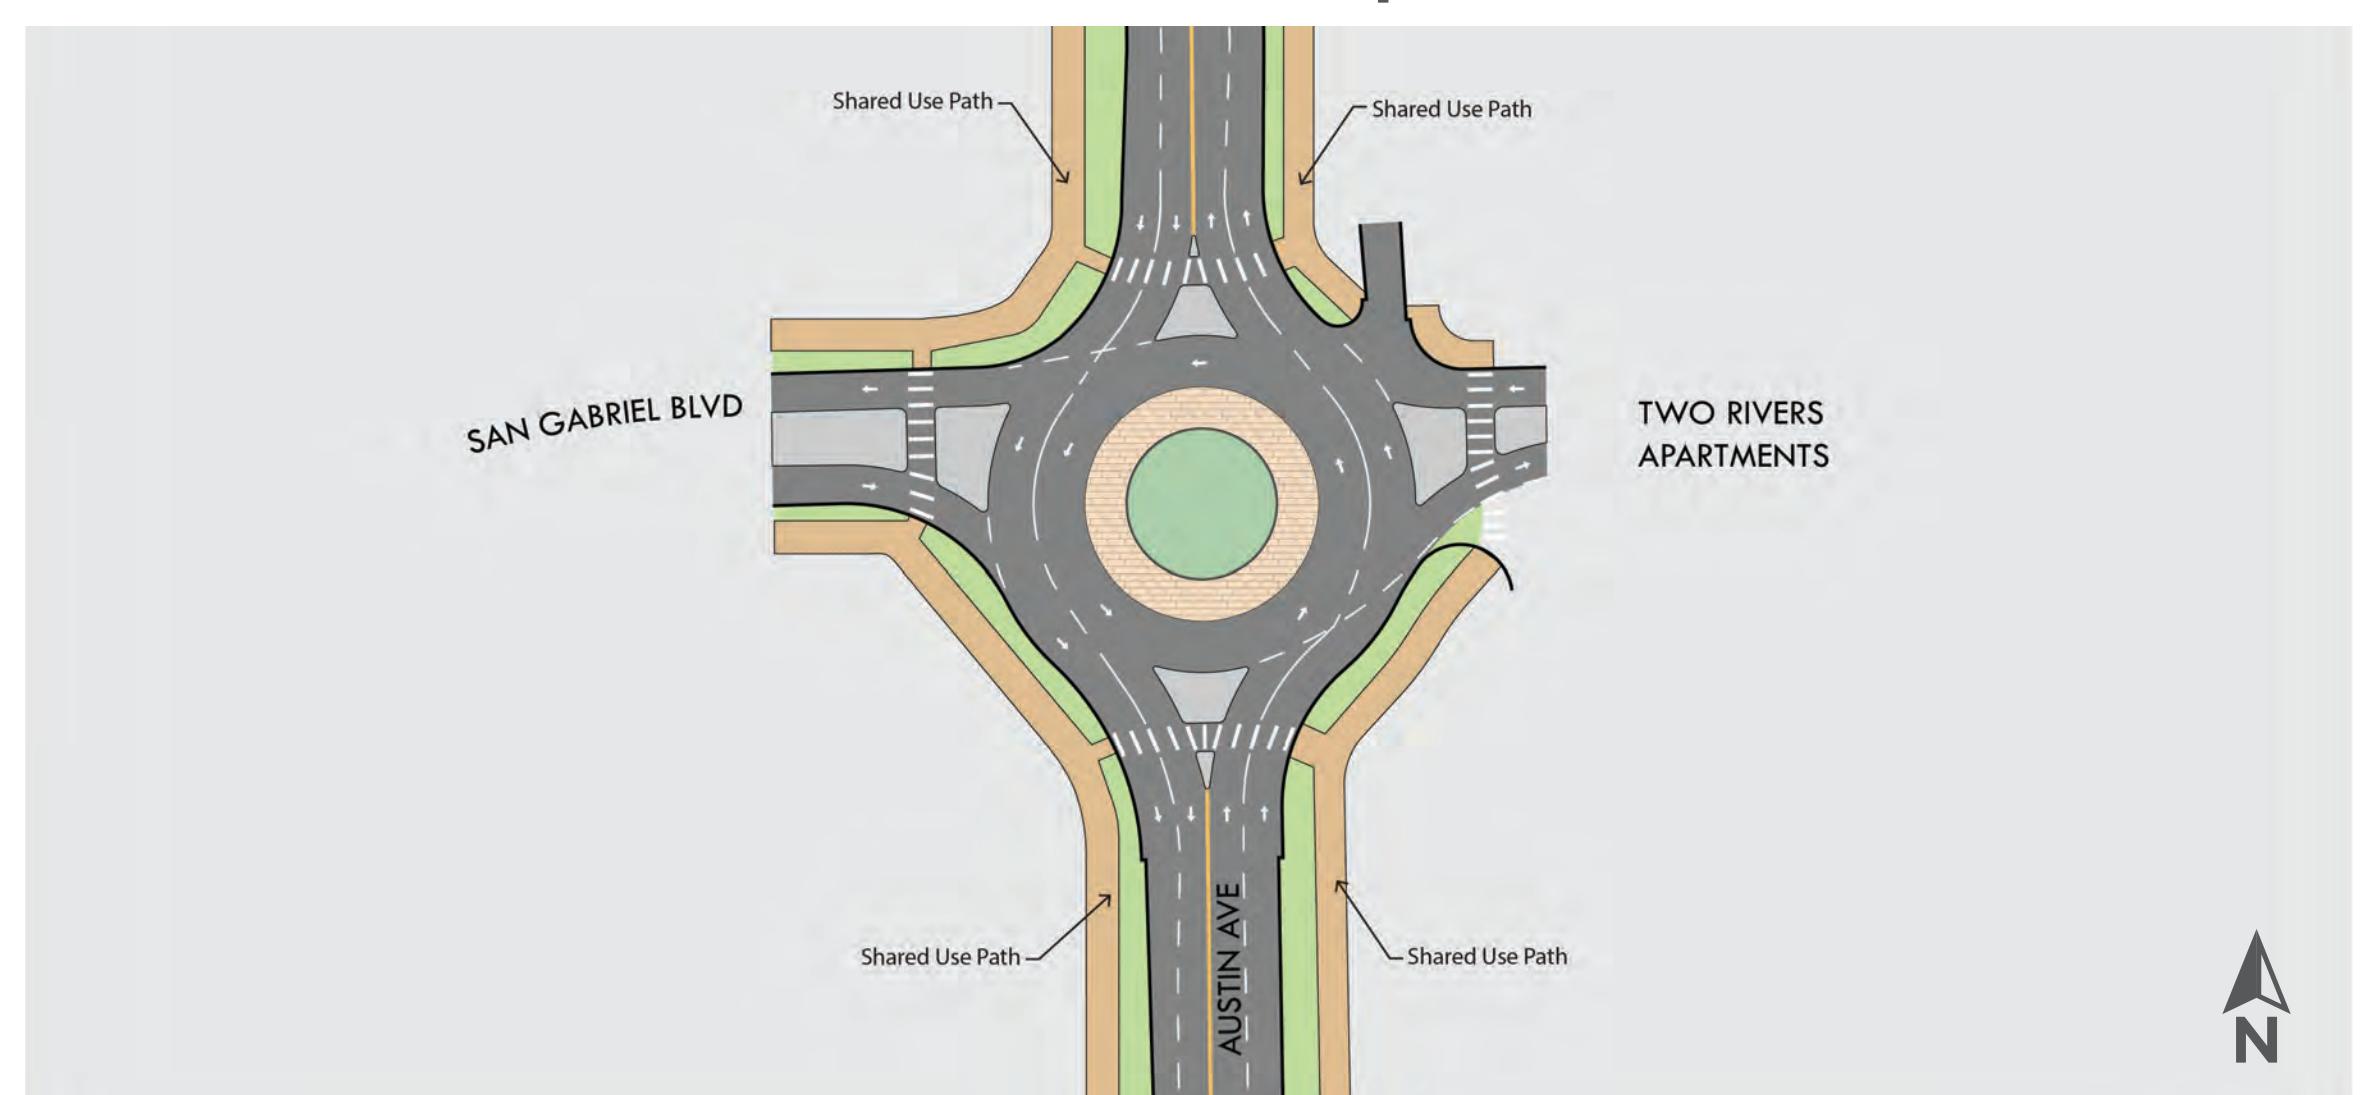 Shared Use Path
Shared Use Path
SAN GABRIEL BLVD
TWO RIVERS
APARTMENTS
AUSTIN AVE
Shared Use Path
Shared Use Path
N